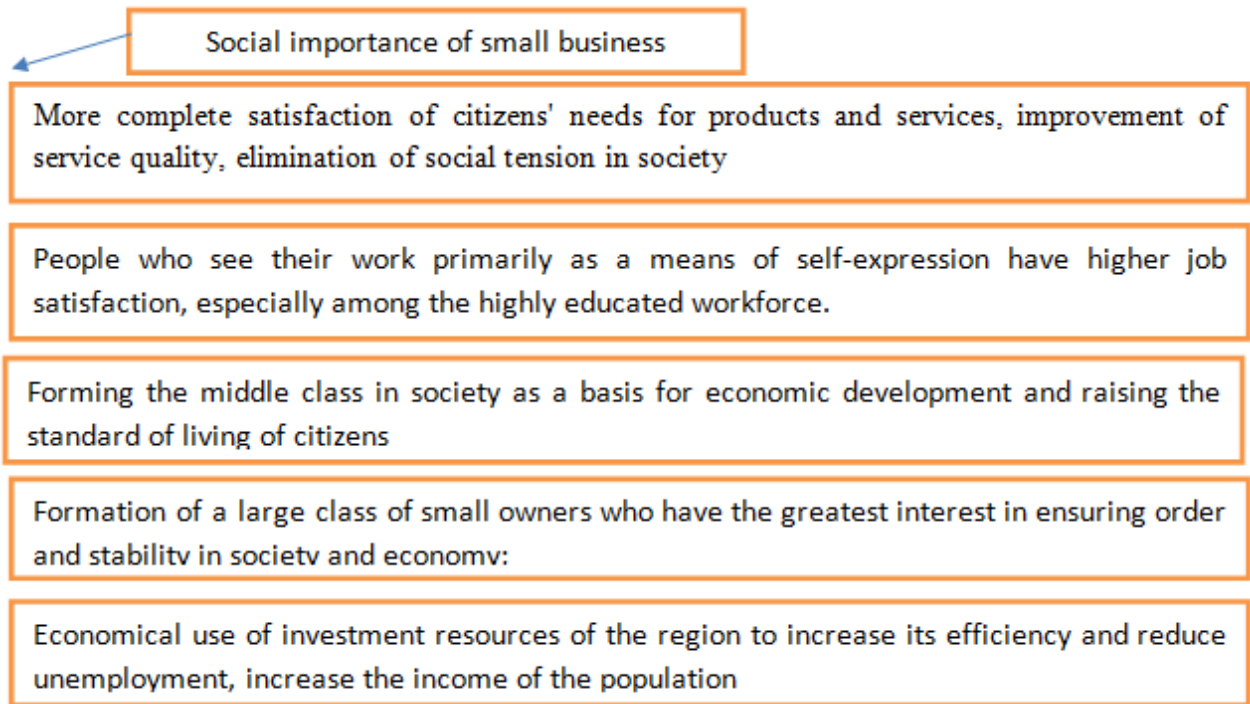 Social importance of small business
More complete satisfaction of citizens' needs for products and services, improvement of
service quality, elimination of social tension in society
People who see their work primarily as a means of self-expression have higher job
satisfaction, especially among the highly educated workforce.
Forming the middle class in society as a basis for economic development and raising the
standard of living of citizens
Formation of a large class of small owners who have the greatest interest in ensuring order
and stability in society and economy:
Economical use of investment resources of the region to increase its efficiency and reduce
unemployment, increase the income of the population